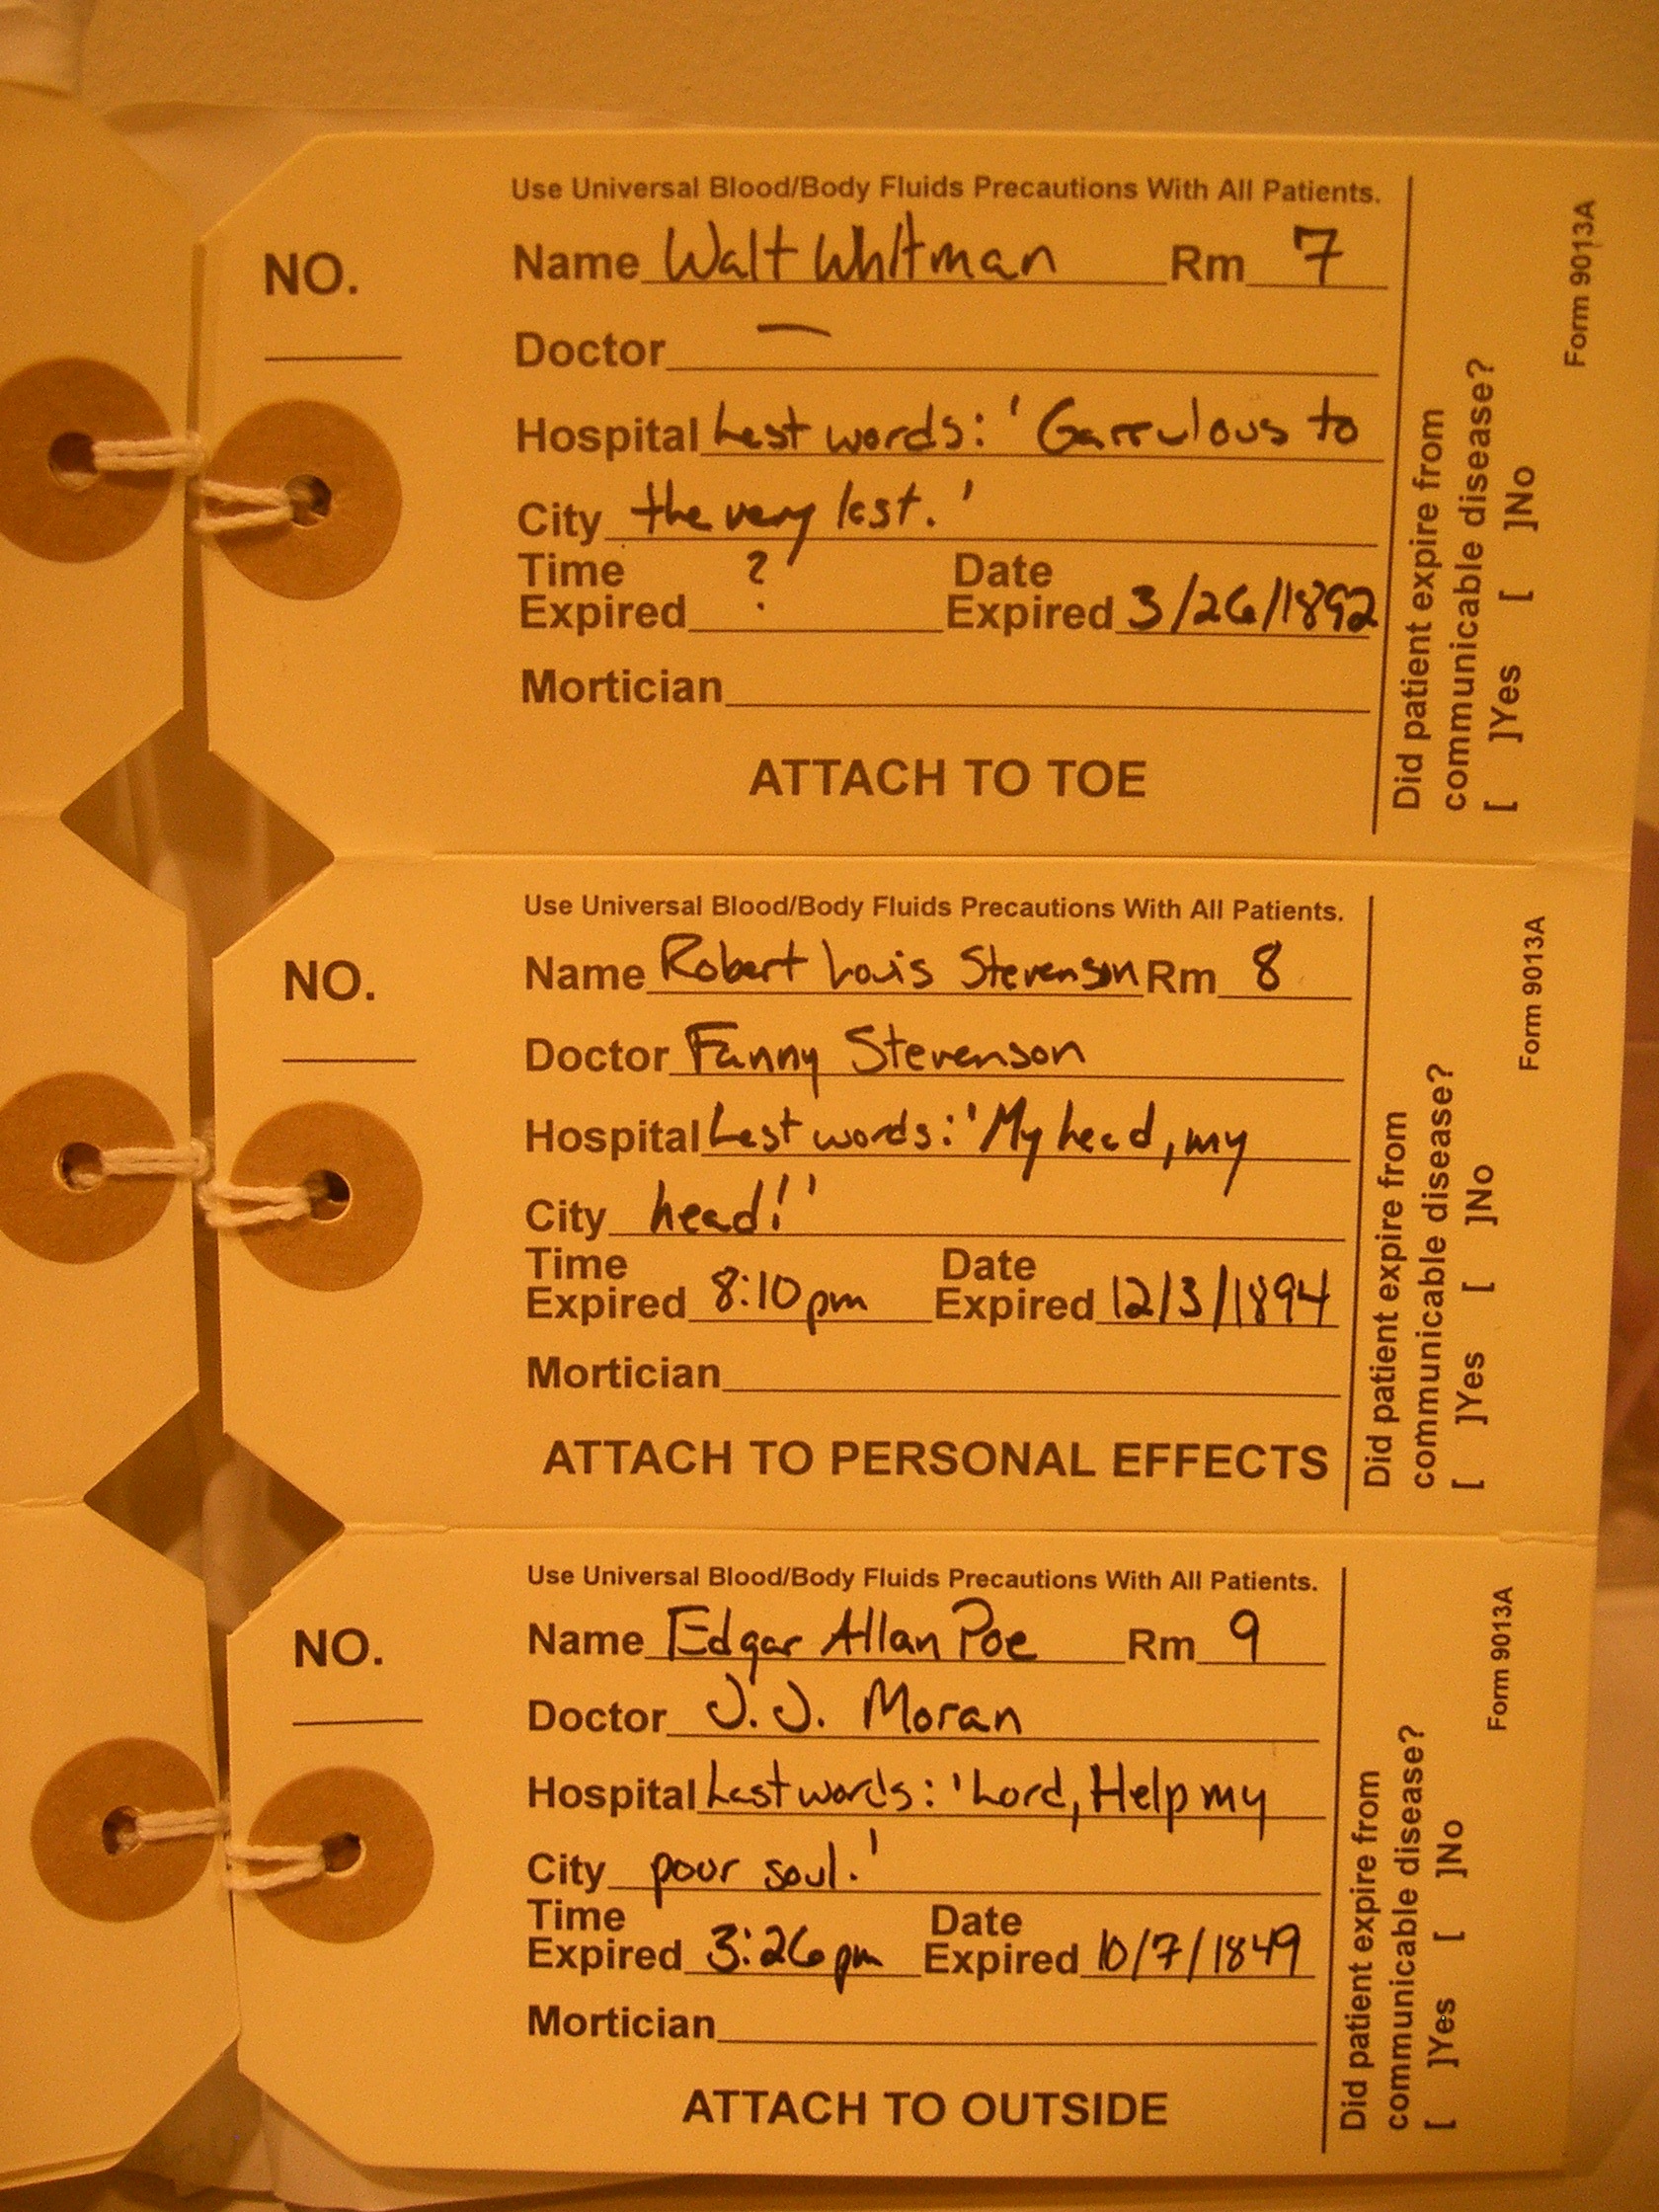 Use Universal Blood/Body Fluids Precautions With All Patients.
NO.
Name Walt Whitman Rm 7
Doctor —
Hospital Last words: 'Garrulous to
City the very last.'
Time Expired ? Date Expired 3/26/1892
Mortician
ATTACH TO TOE
Did patient expire from
communicable disease?
[ ]Yes [ ]No
Form 9013A
Use Universal Blood/Body Fluids Precautions With All Patients.
NO.
Name Robert Louis Stevenson Rm 8
Doctor Fanny Stevenson
Hospital Last words: 'My head, my
City head!'
Time Expired 8:10pm Date Expired 12/3/1894
Mortician
ATTACH TO PERSONAL EFFECTS
Did patient expire from
communicable disease?
[ ]Yes [ ]No
Form 9013A
Use Universal Blood/Body Fluids Precautions With All Patients.
NO.
Name Edgar Allan Poe Rm 9
Doctor J.J. Moran
Hospital Last words: 'Lord, Help my
City pour soul.'
Time Expired 3:26pm Date Expired 10/7/1849
Mortician
ATTACH TO OUTSIDE
Did patient expire from
communicable disease?
[ ]Yes [ ]No
Form 9013A